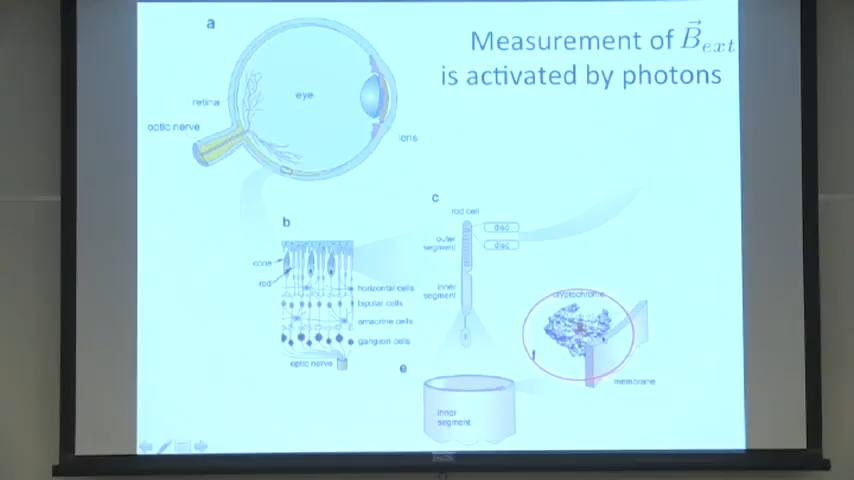 a
Measurement of B⃗ext
is activated by photons
eye
retina
optic nerve
lens
b
c
rod cell
disc
outer
segment
disc
cone
rod
inner
segment
horizontal cells
bipolar cells
amacrine cells
ganglion cells
optic nerve
cryptochrome
membrane
e
inner
segment